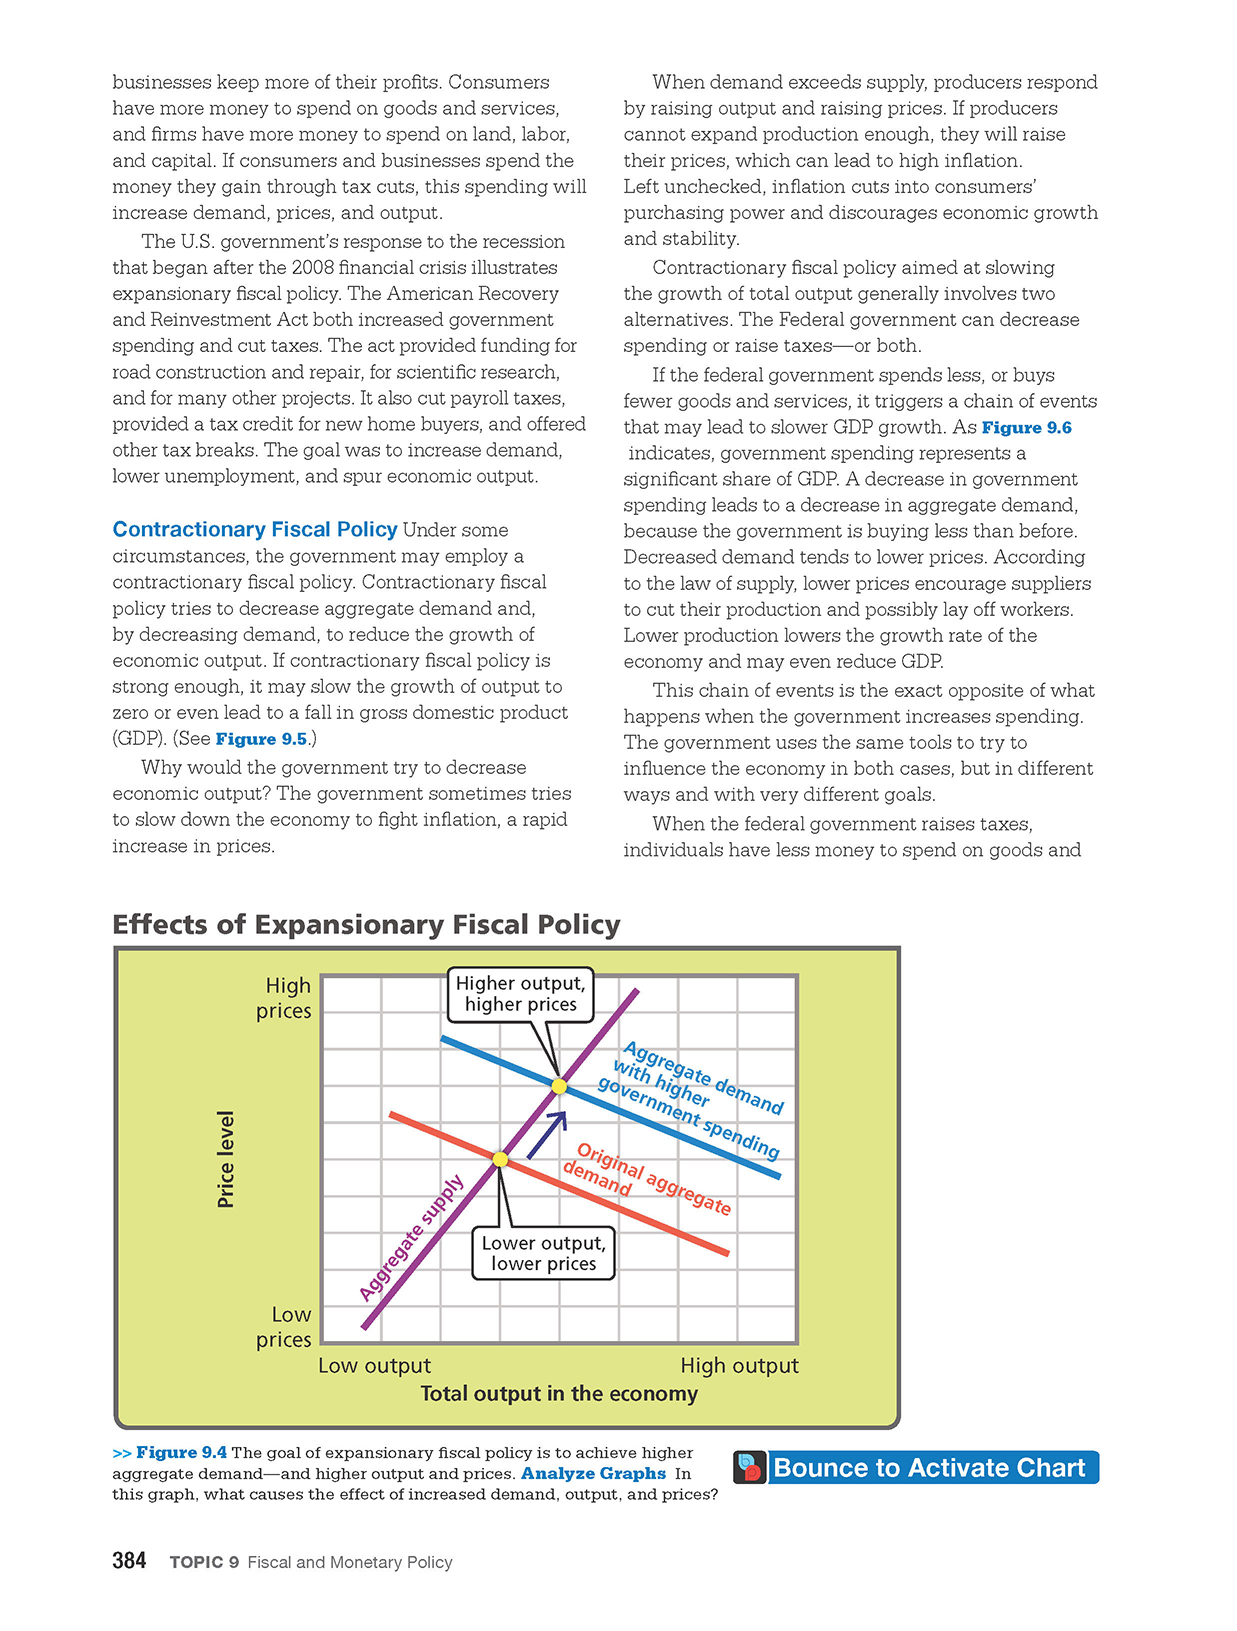 businesses keep more of their profits. Consumers
have more money to spend on goods and services,
and firms have more money to spend on land, labor,
and capital. If consumers and businesses spend the
money they gain through tax cuts, this spending will
increase demand, prices, and output.
The U.S. government’s response to the recession
that began after the 2008 financial crisis illustrates
expansionary fiscal policy. The American Recovery
and Reinvestment Act both increased government
spending and cut taxes. The act provided funding for
road construction and repair, for scientific research,
and for many other projects. It also cut payroll taxes,
provided a tax credit for new home buyers, and offered
other tax breaks. The goal was to increase demand,
lower unemployment, and spur economic output.
Contractionary Fiscal Policy Under some
circumstances, the government may employ a
contractionary fiscal policy. Contractionary fiscal
policy tries to decrease aggregate demand and,
by decreasing demand, to reduce the growth of
economic output. If contractionary fiscal policy is
strong enough, it may slow the growth of output to
zero or even lead to a fall in gross domestic product
(GDP). (See Figure 9.5.)
Why would the government try to decrease
economic output? The government sometimes tries
to slow down the economy to fight inflation, a rapid
increase in prices.
When demand exceeds supply, producers respond
by raising output and raising prices. If producers
cannot expand production enough, they will raise
their prices, which can lead to high inflation.
Left unchecked, inflation cuts into consumers’
purchasing power and discourages economic growth
and stability.
Contractionary fiscal policy aimed at slowing
the growth of total output generally involves two
alternatives. The Federal government can decrease
spending or raise taxes—or both.
If the federal government spends less, or buys
fewer goods and services, it triggers a chain of events
that may lead to slower GDP growth. As Figure 9.6
indicates, government spending represents a
significant share of GDP. A decrease in government
spending leads to a decrease in aggregate demand,
because the government is buying less than before.
Decreased demand tends to lower prices. According
to the law of supply, lower prices encourage suppliers
to cut their production and possibly lay off workers.
Lower production lowers the growth rate of the
economy and may even reduce GDP.
This chain of events is the exact opposite of what
happens when the government increases spending.
The government uses the same tools to try to
influence the economy in both cases, but in different
ways and with very different goals.
When the federal government raises taxes,
individuals have less money to spend on goods and
Effects of Expansionary Fiscal Policy
High
prices
Higher output,
higher prices
Aggregate demand
with higher
government spending
Price level
Original aggregate
demand
Aggregate supply
Lower output,
lower prices
Low
prices
Low output
High output
Total output in the economy
>> Figure 9.4 The goal of expansionary fiscal policy is to achieve higher
aggregate demand—and higher output and prices. Analyze Graphs In
this graph, what causes the effect of increased demand, output, and prices?
Bounce to Activate Chart
384 TOPIC 9 Fiscal and Monetary Policy